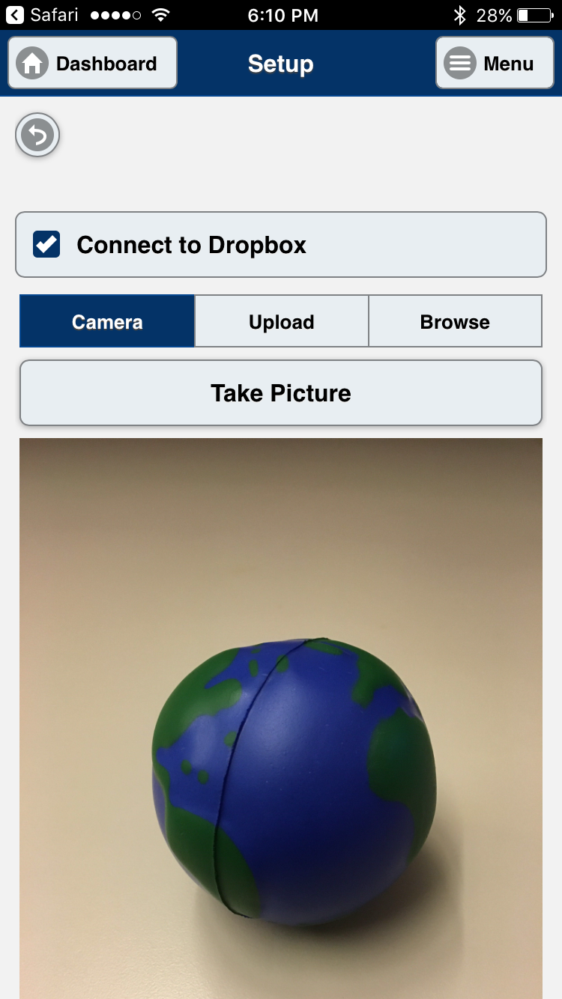 Safari 6:10 PM 28%
Dashboard Setup Menu
Connect to Dropbox
Camera Upload Browse
Take Picture